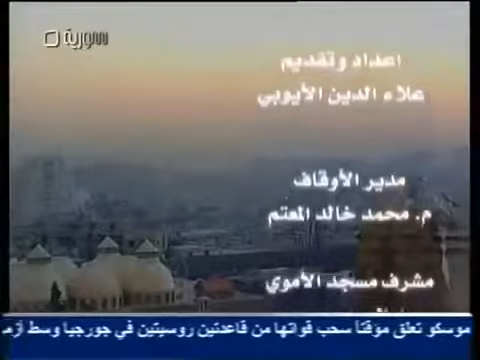 سورية
اعداد وتقديم
علاء الدين الأيوبي
مدير الأوقاف
م. محمد خالد المعتم
مشرف مسجد الأموي
موسكو تعلق مؤقتاً سحب قواتها من قاعدتين روسيتين في جورجيا وسط أزم